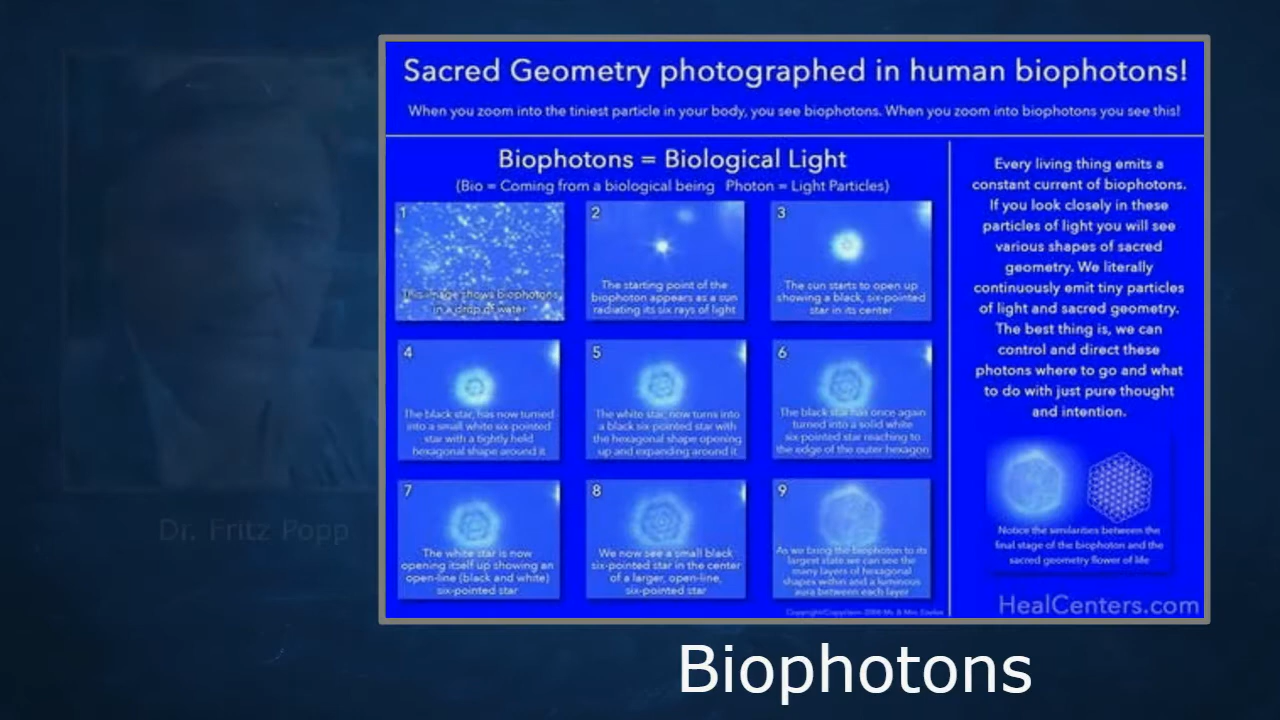 Sacred Geometry photographed in human biophotons!
When you zoom into the tiniest particle in your body, you see biophotons. When you zoom into biophotons you see this!
Biophotons = Biological Light
(Bio = Coming from a biological being Photon = Light Particles)
1
This image shows biophotons
in a drop of water
2
The starting point of the
biophoton appears as a sun
radiating its six rays of light
3
The sun starts to open up
showing a black, six-pointed
star in its center
4
The black star, has now turned
into a small white six-pointed
star with a tightly held
hexagonal shape around it
5
The white star, now turns into
a black six-pointed star with
the hexagonal shape opening
up and expanding around it
6
The black star has once again
turned into a solid white
six-pointed star reaching to
the edge of the outer hexagon
7
The white star is now
opening itself up showing an
open-line (black and white)
six-pointed star
8
We now see a small black
six-pointed star in the center
of a larger, open-line,
six-pointed star
9
As we bring the biophoton to its
largest state we can see the
many layers of hexagonal
shapes within and a luminous
aura between each layer
Every living thing emits a
constant current of biophotons.
If you look closely in these
particles of light you will see
various shapes of sacred
geometry. We literally
continuously emit tiny particles
of light and sacred geometry.
The best thing is, we can
control and direct these
photons where to go and what
to do with just pure thought
and intention.
Notice the similarities between the
final stage of the biophoton and the
sacred geometry flower of life
HealCenters.com
Dr. Fritz Popp
Biophotons